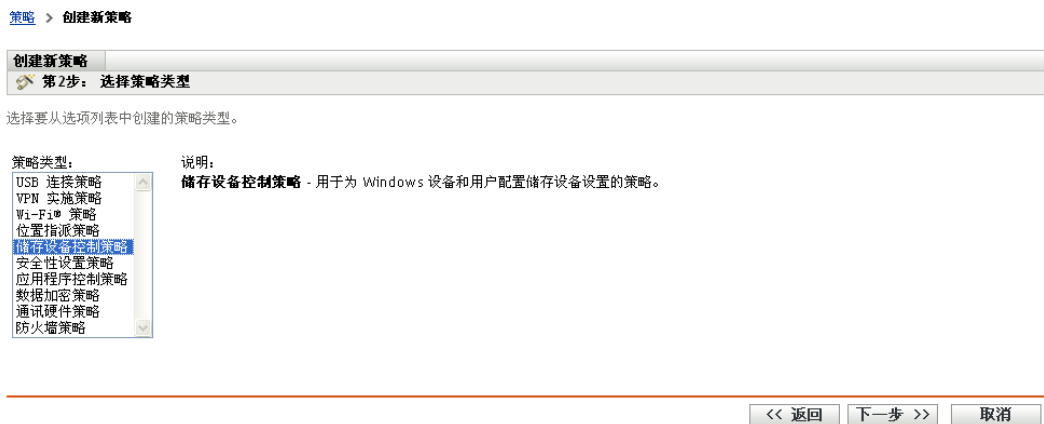 策略 > 创建新策略
创建新策略
第2步： 选择策略类型
选择要从选项列表中创建的策略类型。
策略类型：
USB 连接策略
VPN 实施策略
Wi-Fi® 策略
位置指派策略
储存设备控制策略
安全性设置策略
应用程序控制策略
数据加密策略
通讯硬件策略
防火墙策略
说明：
储存设备控制策略 - 用于为 Windows 设备和用户配置储存设备设置的策略。
<< 返回 下一步 >> 取消